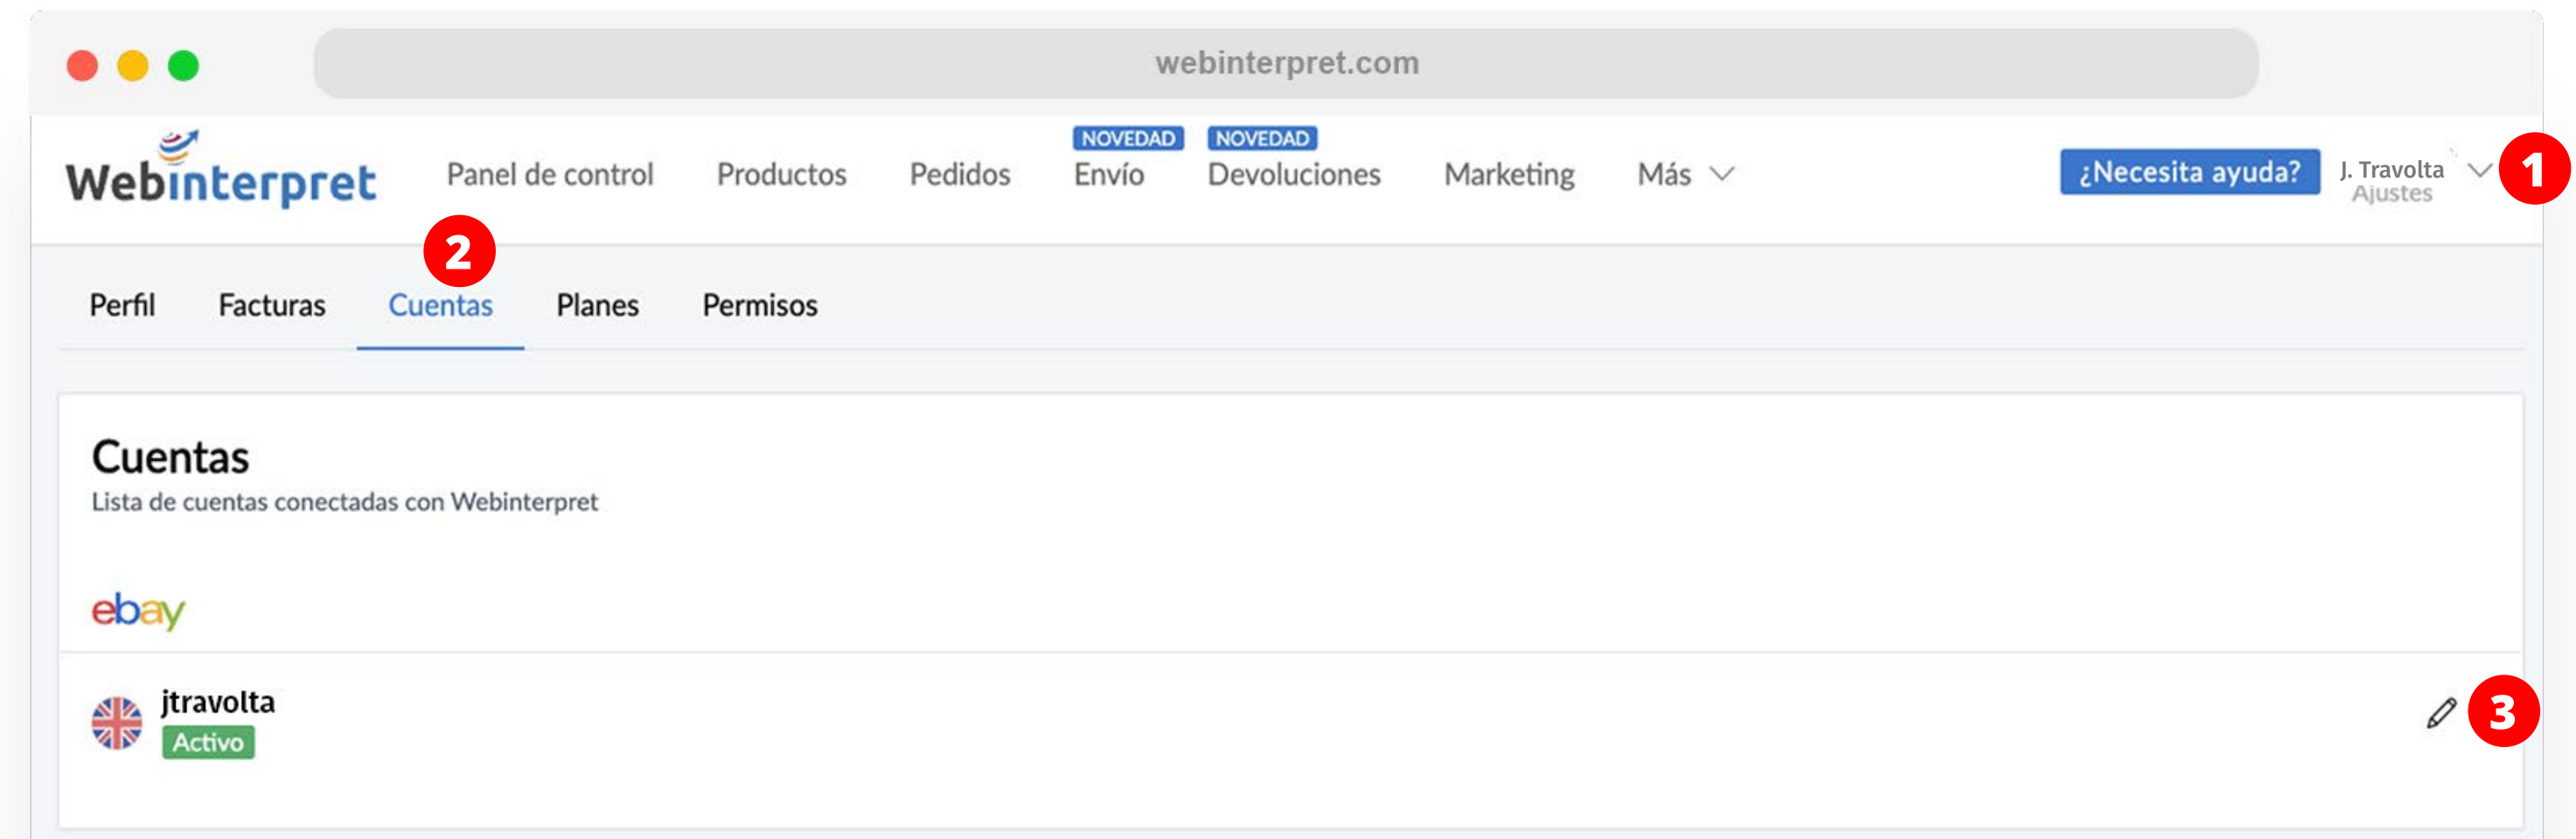 webinterpret.com
Webinterpret
Panel de control
Productos
Pedidos
NOVEDAD
Envío
NOVEDAD
Devoluciones
Marketing
Más
¿Necesita ayuda?
J. Travolta
Ajustes
1
2
Perfil
Facturas
Cuentas
Planes
Permisos
Cuentas
Lista de cuentas conectadas con Webinterpret
ebay
jtravolta
Activo
3